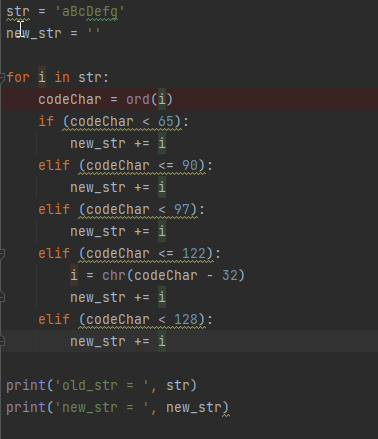 str = 'aBcDefg'
new_str = ''
for i in str:
    codeChar = ord(i)
    if (codeChar < 65):
        new_str += i
    elif (codeChar <= 90):
        new_str += i
    elif (codeChar < 97):
        new_str += i
    elif (codeChar <= 122):
        i = chr(codeChar - 32)
        new_str += i
    elif (codeChar < 128):
        new_str += i
print('old_str = ', str)
print('new_str = ', new_str)